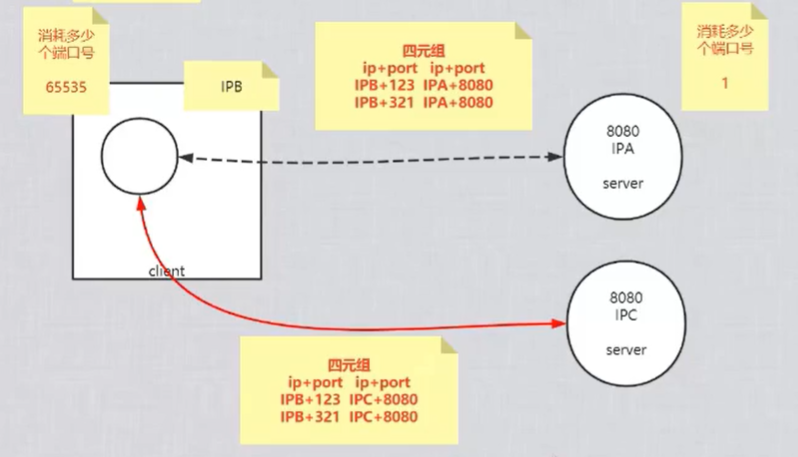 消耗多少
个端口号
65535
IPB
四元组
ip+port ip+port
IPB+123 IPA+8080
IPB+321 IPA+8080
消耗多少
个端口号
1
8080
IPA
server
client
8080
IPC
server
四元组
ip+port ip+port
IPB+123 IPC+8080
IPB+321 IPC+8080